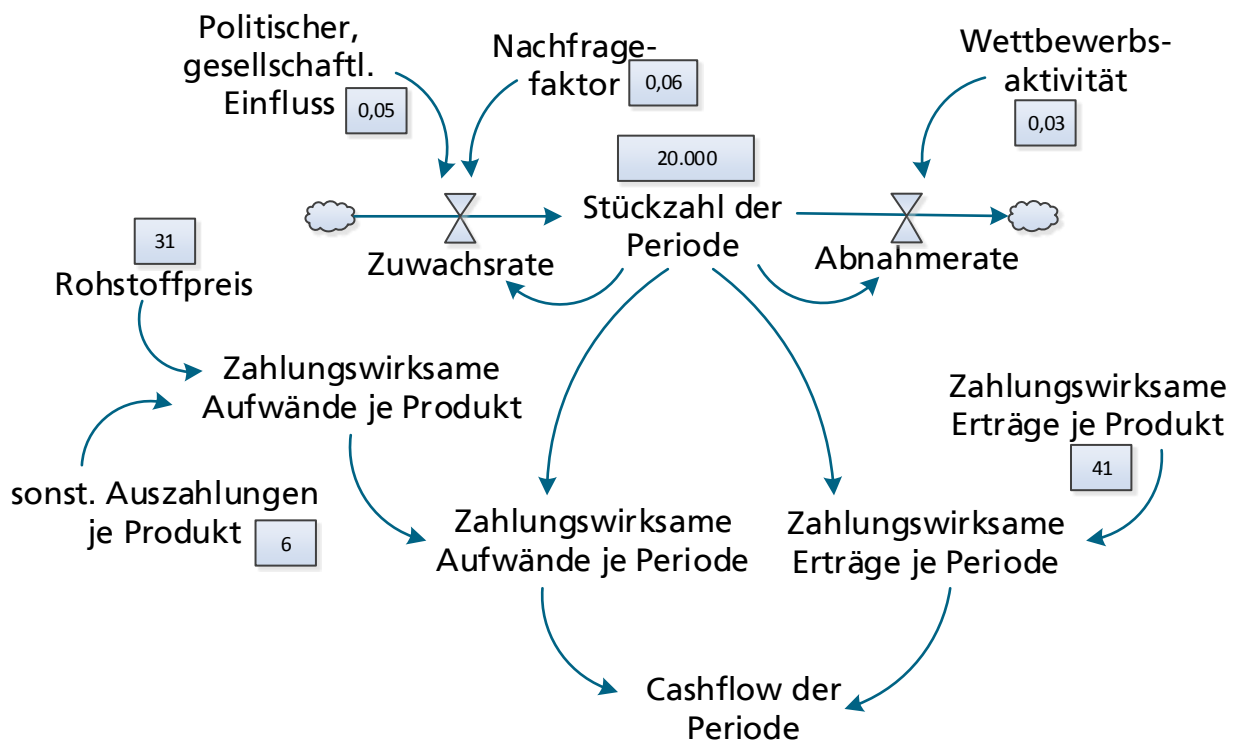 Politischer,
gesellschaftl.
Einfluss 0,05
Nachfrage-
faktor 0,06
Wettbewerbs-
aktivität
0,03
20.000
Stückzahl der
Periode
Zuwachsrate
Abnahmerate
31
Rohstoffpreis
Zahlungswirksame
Aufwände je Produkt
Zahlungswirksame
Erträge je Produkt
41
sonst. Auszahlungen
je Produkt 6
Zahlungswirksame
Aufwände je Periode
Zahlungswirksame
Erträge je Periode
Cashflow der
Periode